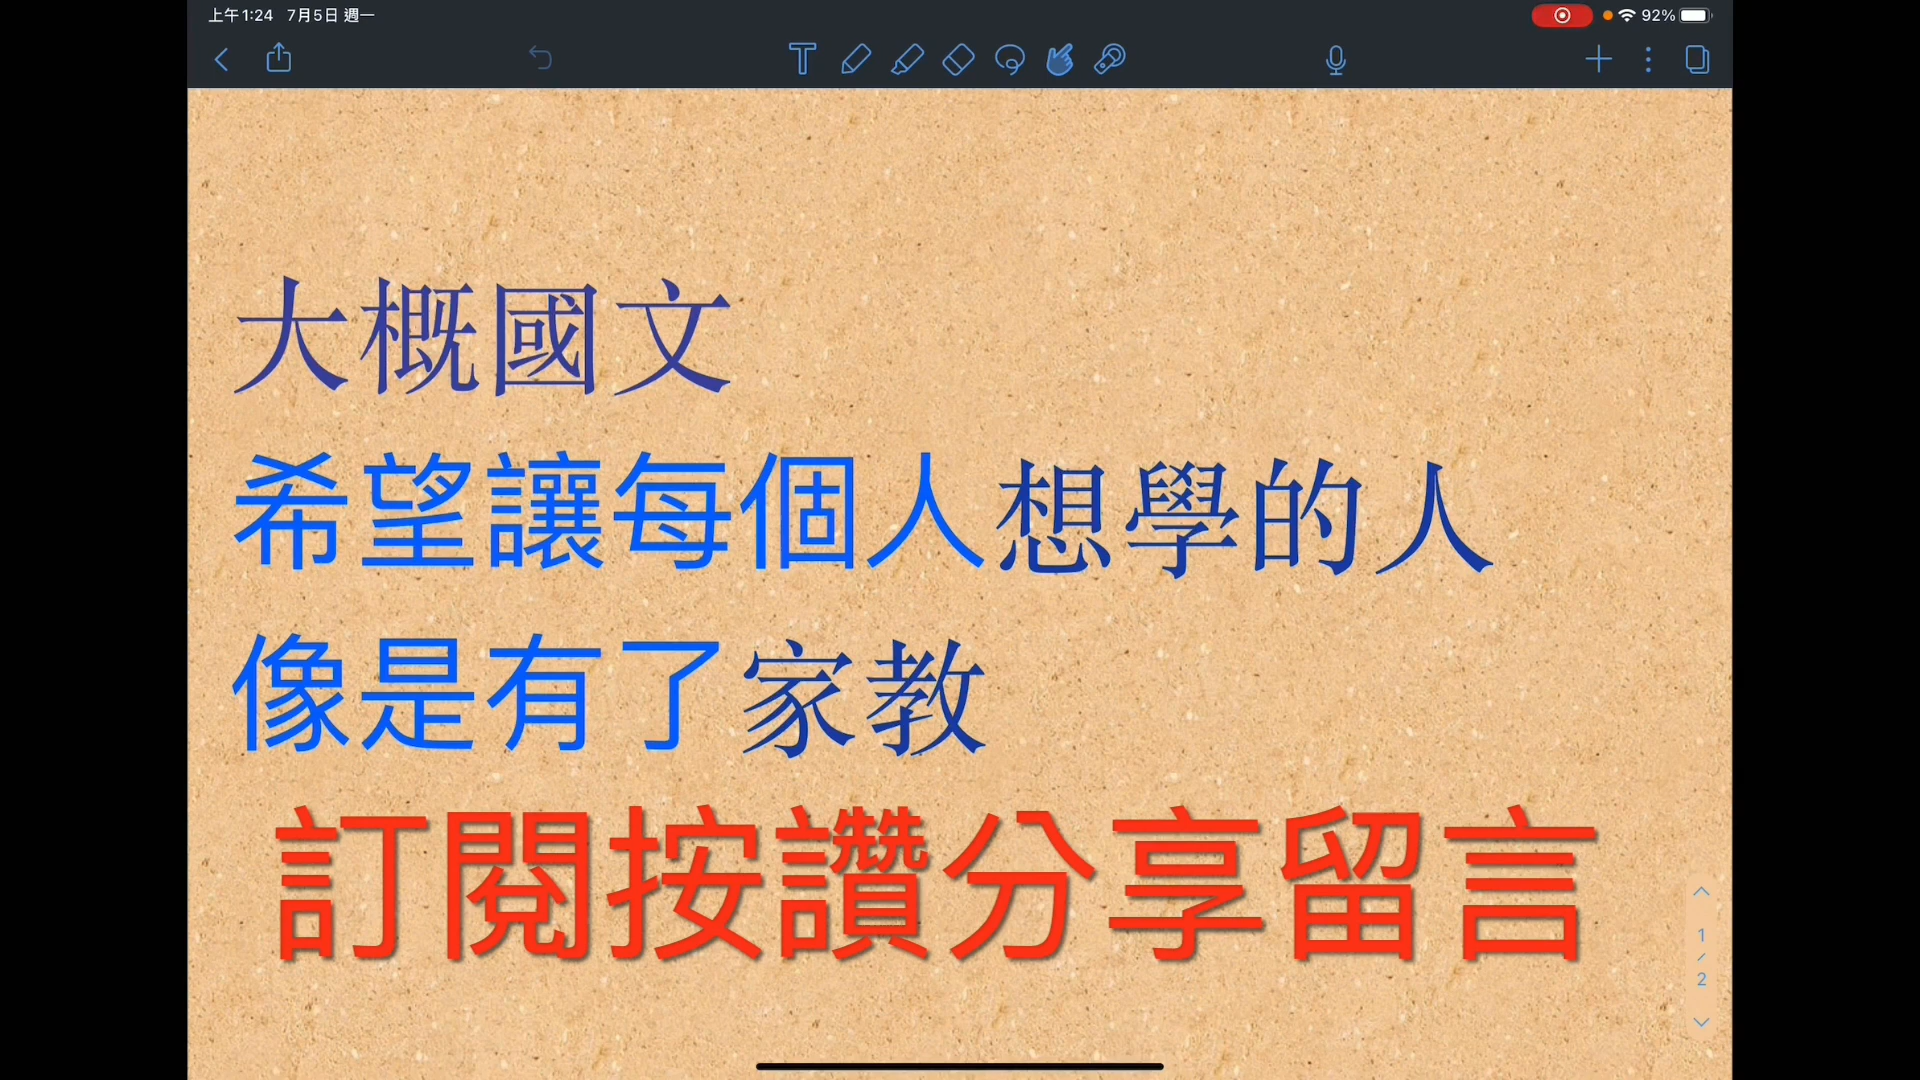 上午1:24 7月5日 週一
92%
大概國文
希望讓每個人想學的人
像是有了家教
訂閱按讚分享留言
1
/
2